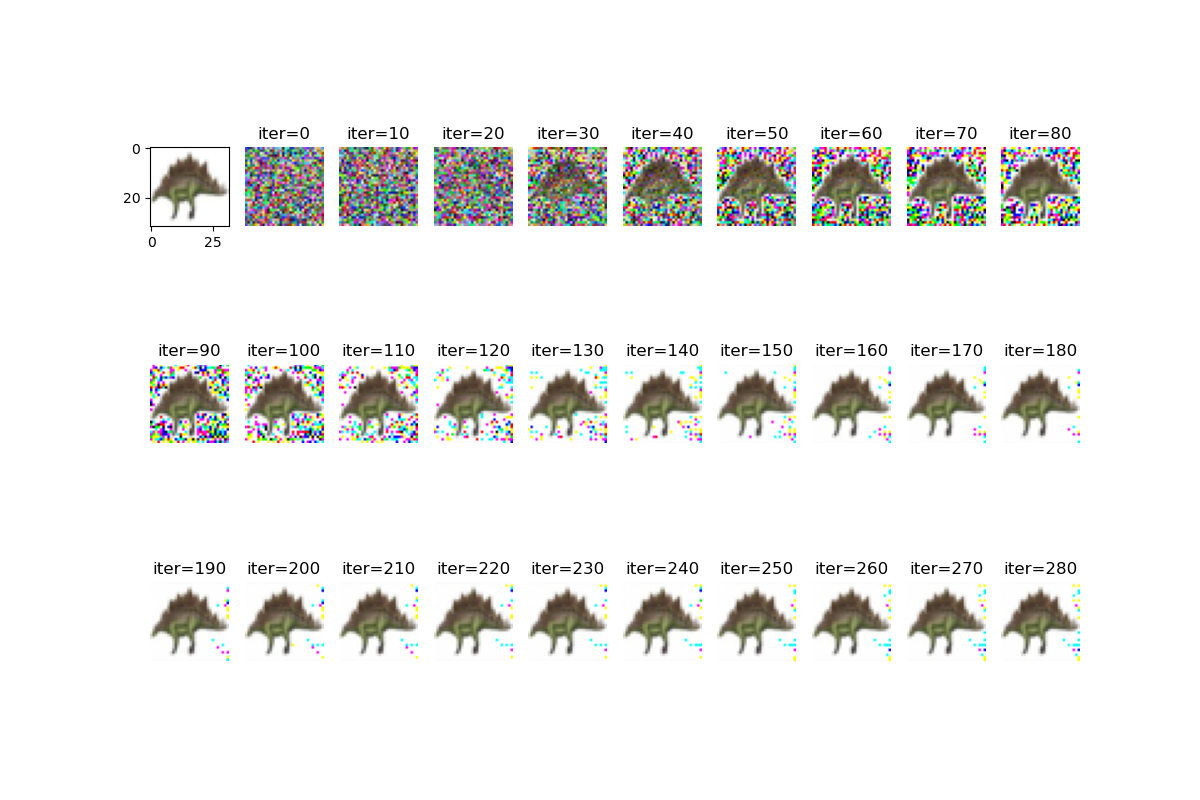 iter=0 iter=10 iter=20 iter=30 iter=40 iter=50 iter=60 iter=70 iter=80
0
20
0 25
iter=90 iter=100 iter=110 iter=120 iter=130 iter=140 iter=150 iter=160 iter=170 iter=180
iter=190 iter=200 iter=210 iter=220 iter=230 iter=240 iter=250 iter=260 iter=270 iter=280